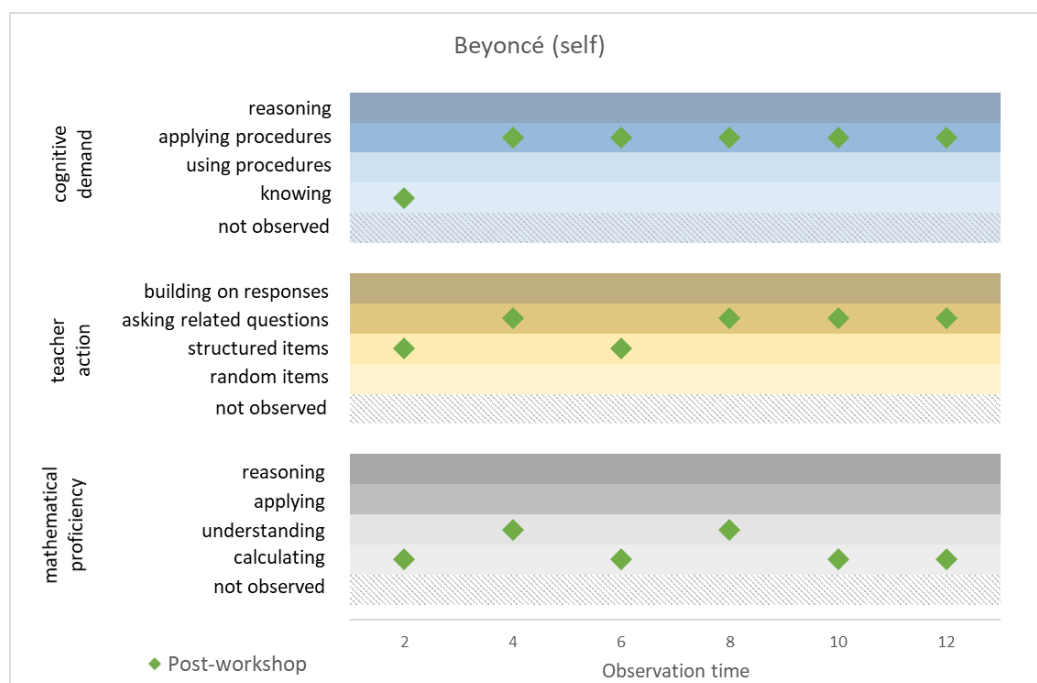 Beyoncé (self)
cognitive
demand
reasoning
applying procedures
using procedures
knowing
not observed
teacher
action
building on responses
asking related questions
structured items
random items
not observed
mathematical
proficiency
reasoning
applying
understanding
calculating
not observed
2 4 6 8 10 12
Post-workshop
Observation time